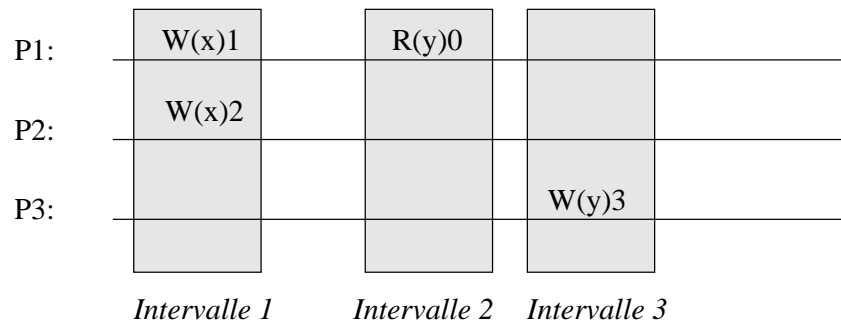 P1: W(x)1 R(y)0
P2: W(x)2
P3: W(y)3
Intervalle 1 Intervalle 2 Intervalle 3